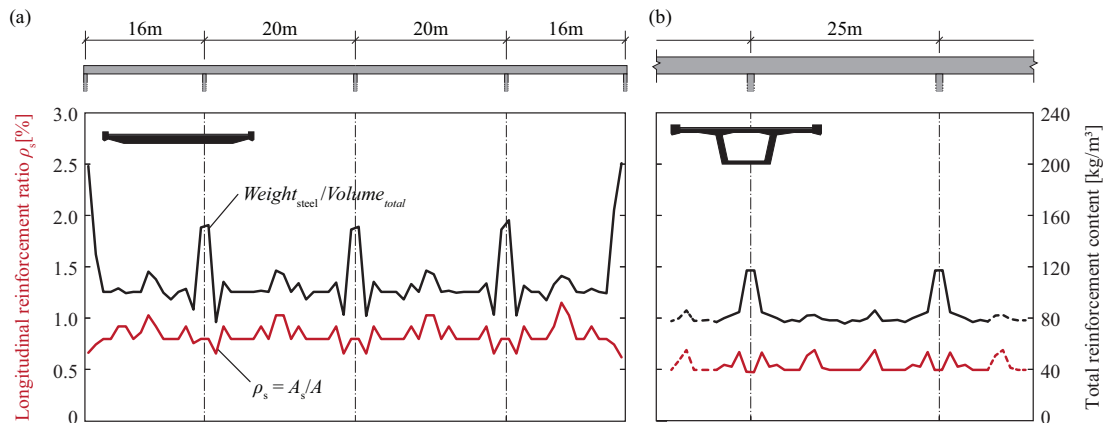 (a)
16m 20m 20m 16m
(b)
25m
Longitudinal reinforcement ratio ρs [%]
3.0
2.5
2.0
1.5
1.0
0.5
0
Weightsteel/Volumetotal
ρs = As/A
240
200
160
120
80
40
0
Total reinforcement content [kg/m³]